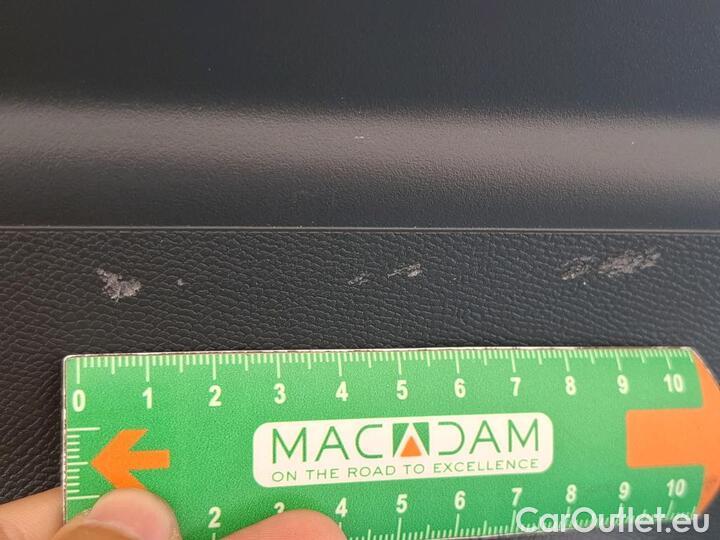 0 1 2 3 4 5 6 7 8 9 10
MACADAM
ON THE ROAD TO EXCELLENCE
2 4 5 6 7 8 9 10
CarOutlet.eu